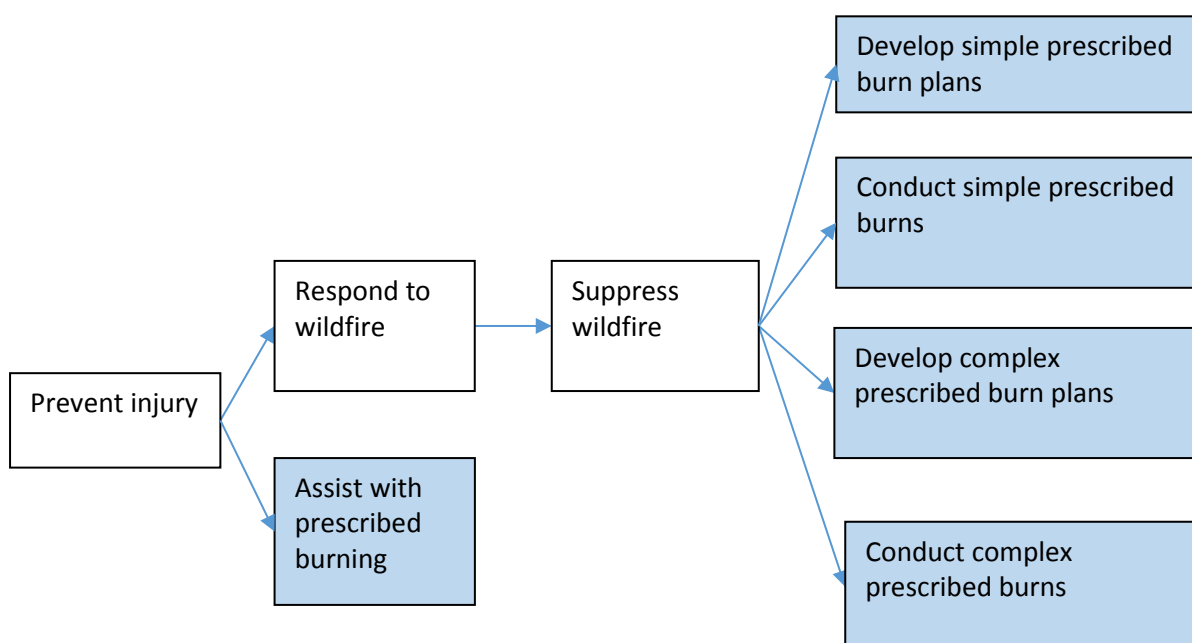 Prevent injury
Respond to
wildfire
Assist with
prescribed
burning
Suppress
wildfire
Develop simple prescribed
burn plans
Conduct simple prescribed
burns
Develop complex
prescribed burn plans
Conduct complex
prescribed burns